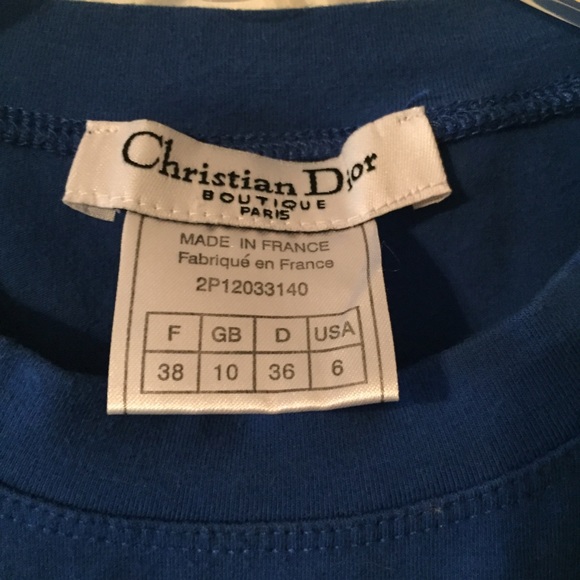 Christian Dior
BOUTIQUE
PARIS
MADE IN FRANCE
Fabriqué en France
2P12033140
F GB D USA
38 10 36 6